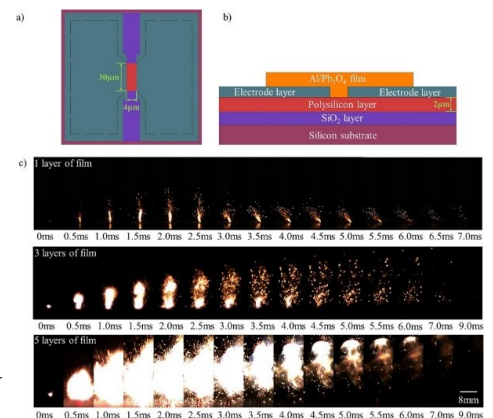 a)
30μm
4μm
b)
Al/Pb3O4 film
Electrode layer Electrode layer
Polysilicon layer 2μm
SiO2 layer
Silicon substrate
c)
1 layer of film
0ms 0.5ms 1.0ms 1.5ms 2.0ms 2.5ms 3.0ms 3.5ms 4.0ms 4.5ms 5.0ms 5.5ms 6.0ms 7.0ms
3 layers of film
0ms 0.5ms 1.0ms 1.5ms 2.0ms 2.5ms 3.0ms 3.5ms 4.0ms 4.5ms 5.0ms 5.5ms 6.0ms 7.0ms 9.0ms
5 layers of film
8mm
0ms 0.5ms 1.0ms 1.5ms 2.0ms 2.5ms 3.0ms 3.5ms 4.0ms 4.5ms 5.0ms 5.5ms 6.0ms 7.0ms 9.0ms